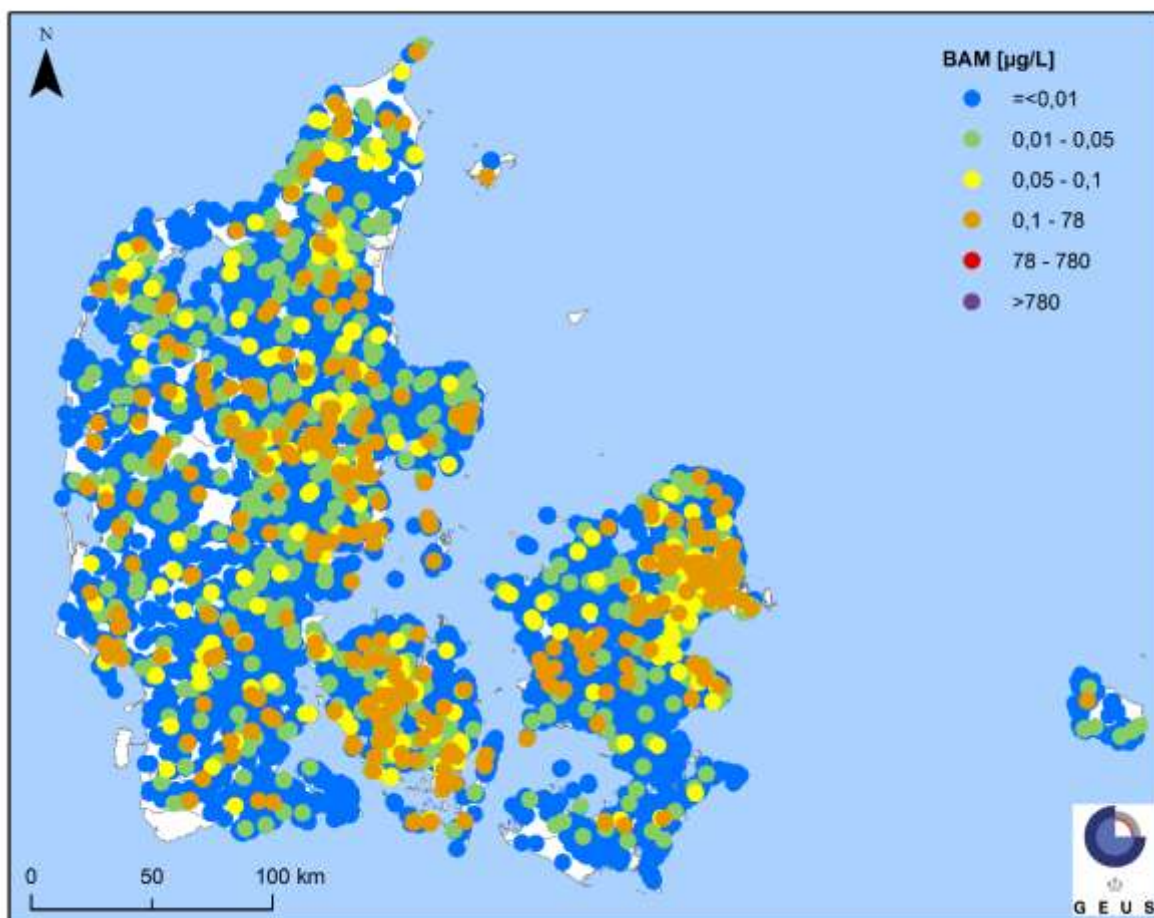 N
BAM [µg/L]
=<0,01
0,01 - 0,05
0,05 - 0,1
0,1 - 78
78 - 780
>780
0 50 100 km
G E U S